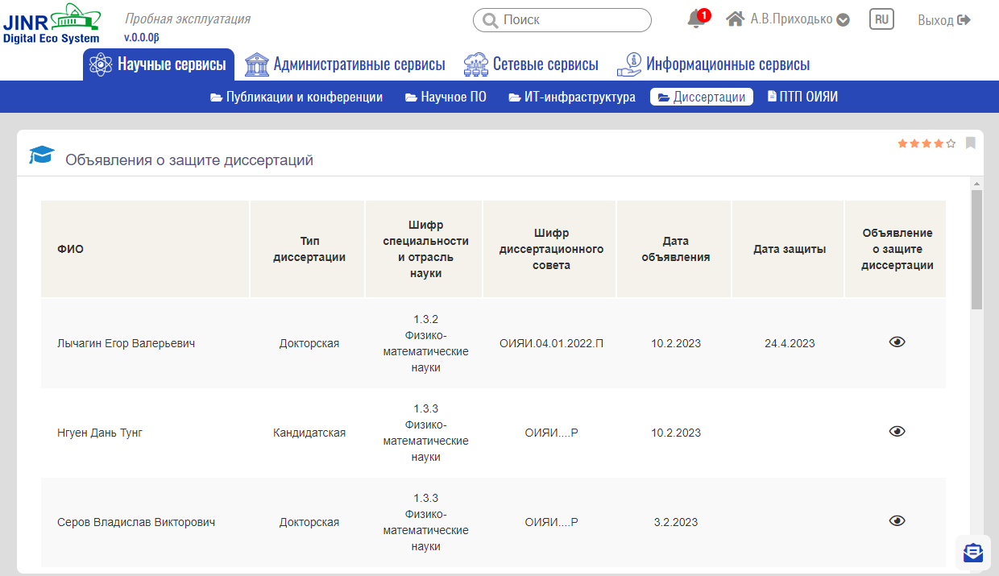 JINR
Digital Eco System
Пробная эксплуатация
v.0.0.0β
Поиск
1
А.В.Приходько
RU
Выход
Научные сервисы
Административные сервисы
Сетевые сервисы
Информационные сервисы
Публикации и конференции
Научное ПО
ИТ-инфраструктура
Диссертации
ПТП ОИЯИ
Объявления о защите диссертаций
ФИО
Тип
диссертации
Шифр
специальности
и отрасль
науки
Шифр
диссертационного
совета
Дата
объявления
Дата защиты
Объявление
о защите
диссертации
Лычагин Егор Валерьевич
Докторская
1.3.2
Физико-
математические
науки
ОИЯИ.04.01.2022.П
10.2.2023
24.4.2023
Нгуен Дань Тунг
Кандидатская
1.3.3
Физико-
математические
науки
ОИЯИ....Р
10.2.2023
Серов Владислав Викторович
Докторская
1.3.3
Физико-
математические
науки
ОИЯИ....Р
3.2.2023